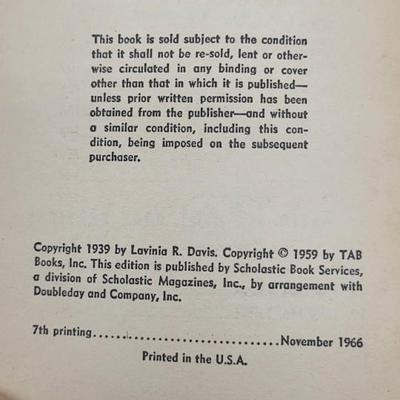 This book is sold subject to the condition
that it shall not be re-sold, lent or other-
wise circulated in any binding or cover
other than that in which it is published—
unless prior written permission has been
obtained from the publisher—and without
a similar condition, including this con-
dition, being imposed on the subsequent
purchaser.
Copyright 1939 by Lavinia R. Davis. Copyright © 1959 by TAB
Books, Inc. This edition is published by Scholastic Book Services,
a division of Scholastic Magazines, Inc., by arrangement with
Doubleday and Company, Inc.
7th printing..............................November 1966
Printed in the U.S.A.